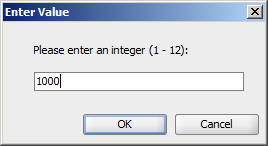 Enter Value
Please enter an integer (1 - 12):
1000
OK Cancel